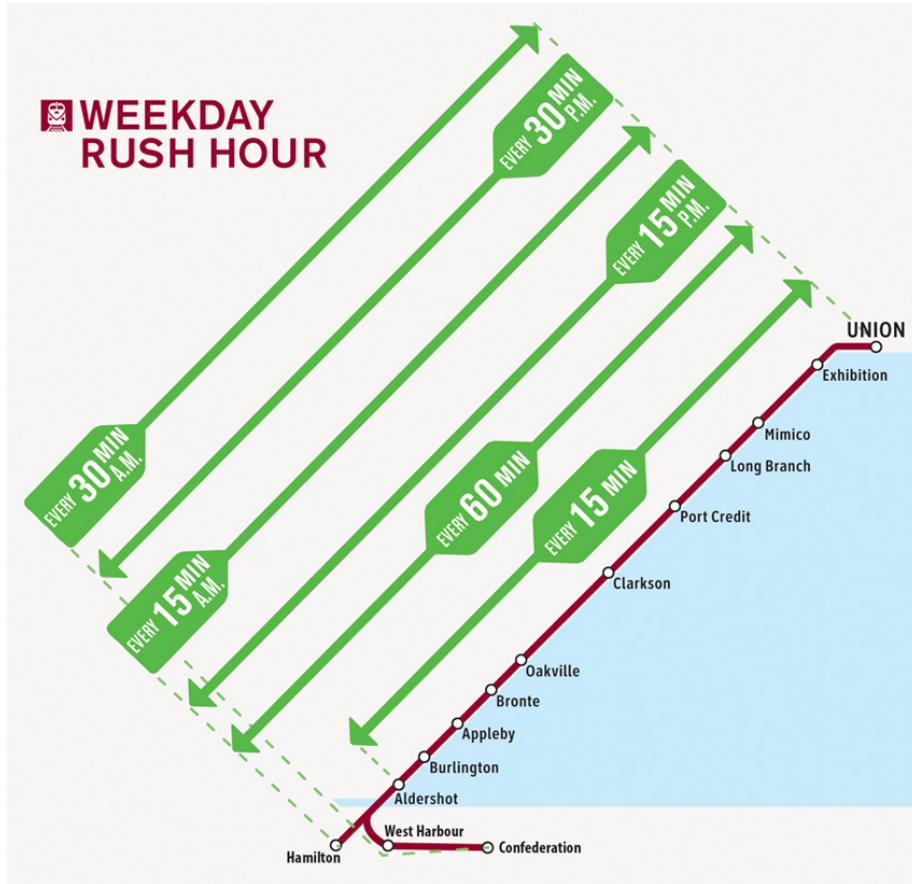 WEEKDAY
RUSH HOUR
EVERY 30 MIN P.M.
EVERY 15 MIN P.M.
UNION
Exhibition
Mimico
Long Branch
EVERY 30 MIN A.M.
EVERY 60 MIN
EVERY 15 MIN
Port Credit
Clarkson
EVERY 15 MIN A.M.
Oakville
Bronte
Appleby
Burlington
Aldershot
West Harbour
Hamilton
Confederation